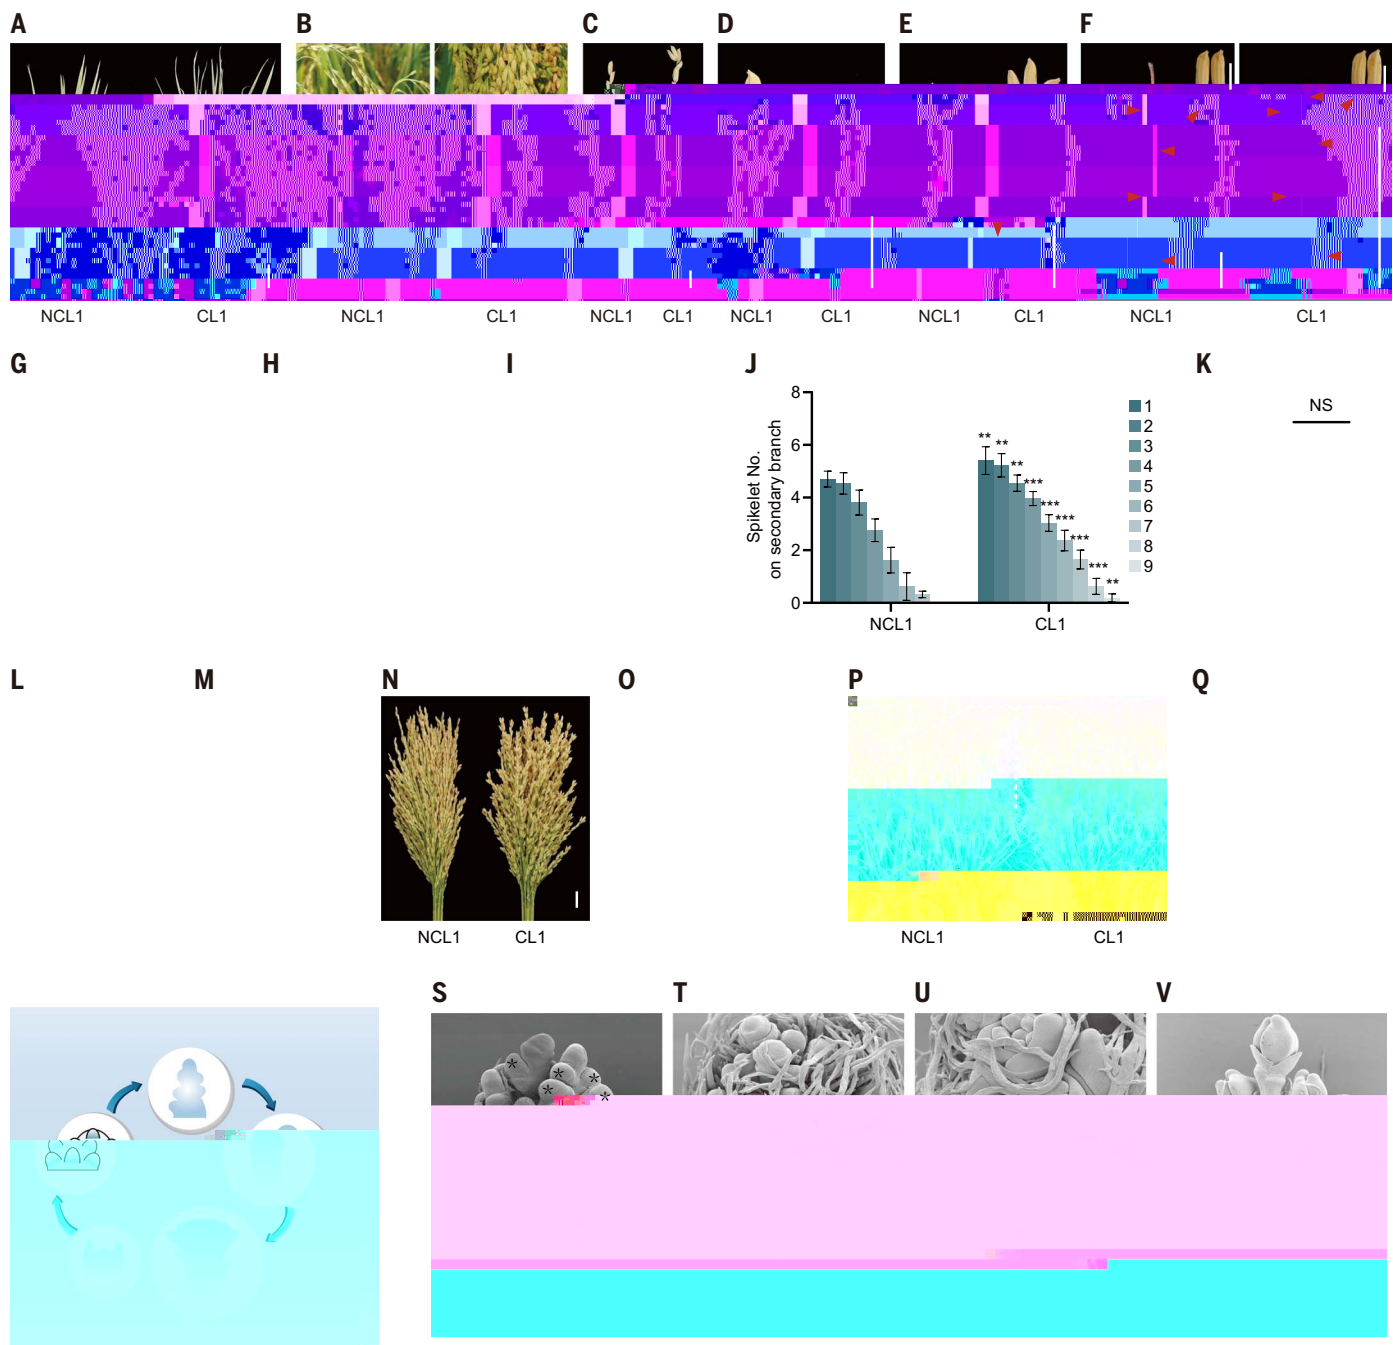 A B C D E F
NCL1 CL1 NCL1 CL1 NCL1 CL1 NCL1 CL1 NCL1 CL1 NCL1 CL1
G H I J K
8
6
4
2
0
Spikelet No.
on secondary branch
** ** ** *** *** *** *** *** **
1
2
3
4
5
6
7
8
9
NCL1 CL1
NS
L M N O P Q
NCL1 CL1
NCL1 CL1
S T U V
* * * * *